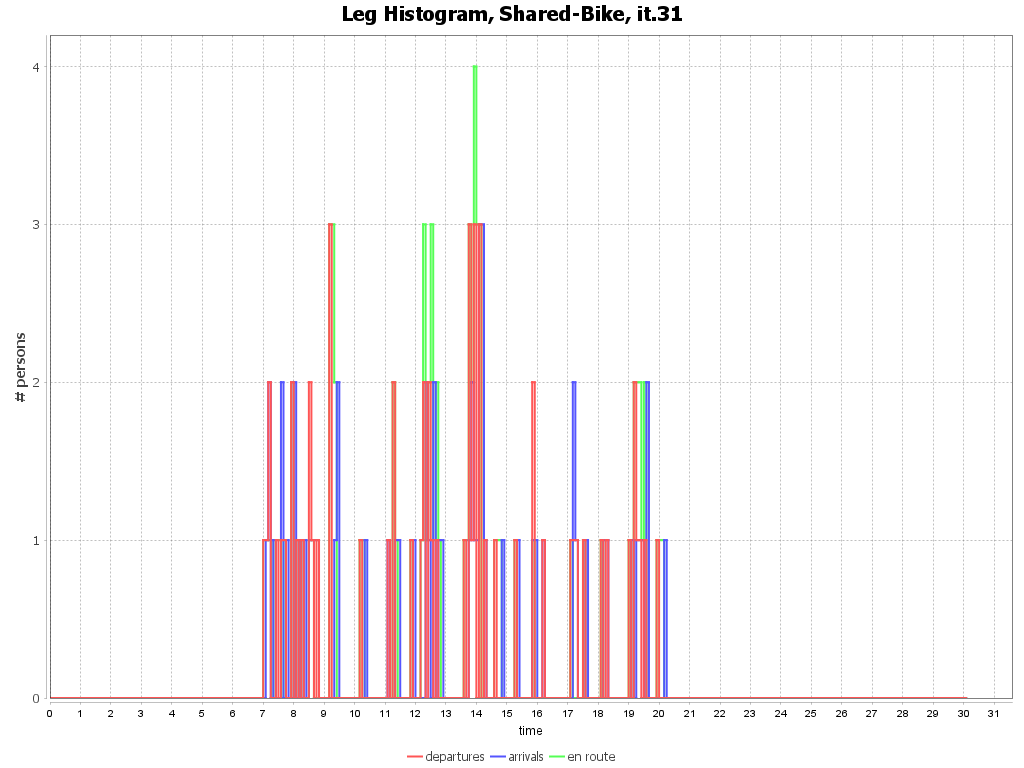 Leg Histogram, Shared-Bike, it.31
# persons
4
3
2
1
0
0 1 2 3 4 5 6 7 8 9 10 11 12 13 14 15 16 17 18 19 20 21 22 23 24 25 26 27 28 29 30 31
time
departures arrivals en route